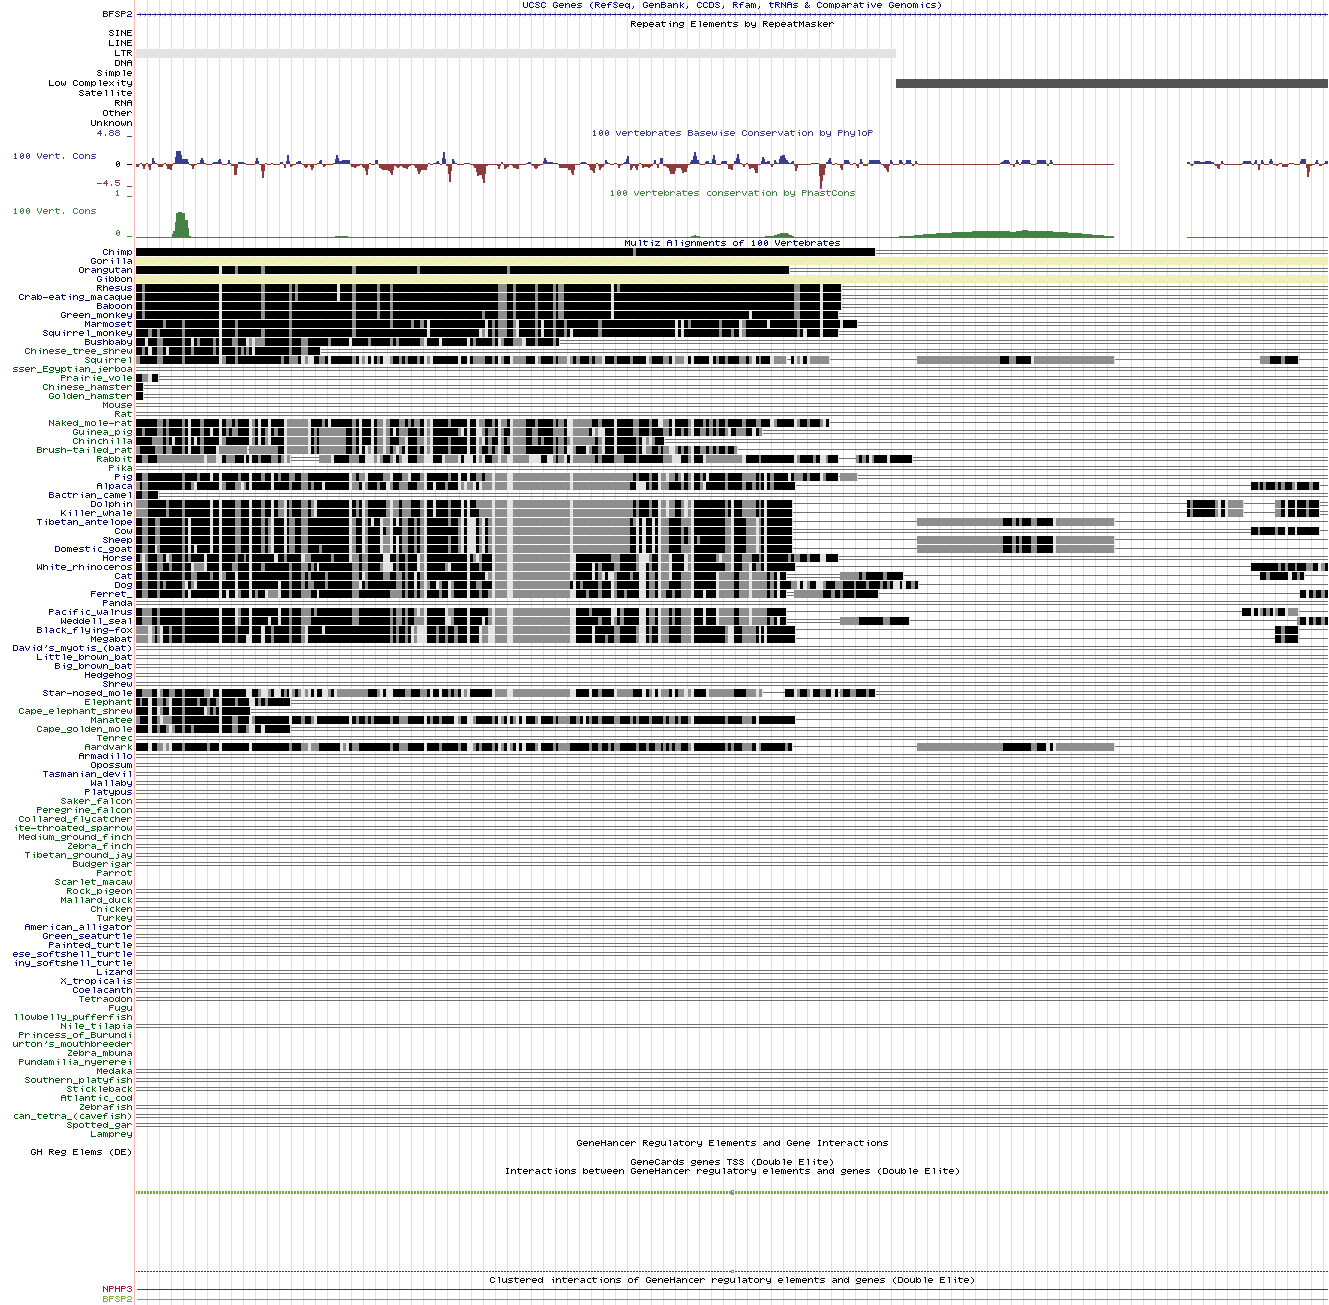 UCSC Genes (RefSeq, GenBank, CCDS, Rfam, tRNAs & Comparative Genomics)
BFSP2
Repeating Elements by RepeatMasker
SINE
LINE
LTR
DNA
Simple
Low Complexity
Satellite
RNA
Other
Unknown
4.88 _
100 vertebrates Basewise Conservation by PhyloP
100 Vert. Cons
0 _
-4.5 _
100 vertebrates conservation by PhastCons
1 _
100 Vert. Cons
0 _
Multiz Alignments of 100 Vertebrates
Chimp
Gorilla
Orangutan
Gibbon
Rhesus
Crab-eating_macaque
Baboon
Green_monkey
Marmoset
Squirrel_monkey
Bushbaby
Chinese_tree_shrew
Squirrel
sser_Egyptian_jerboa
Prairie_vole
Chinese_hamster
Golden_hamster
Mouse
Rat
Naked_mole-rat
Guinea_pig
Chinchilla
Brush-tailed_rat
Rabbit
Pika
Pig
Alpaca
Bactrian_camel
Dolphin
Killer_whale
Tibetan_antelope
Cow
Sheep
Domestic_goat
Horse
White_rhinoceros
Cat
Dog
Ferret_
Panda
Pacific_walrus
Weddell_seal
Black_flying-fox
Megabat
David's_myotis_(bat)
Little_brown_bat
Big_brown_bat
Hedgehog
Shrew
Star-nosed_mole
Elephant
Cape_elephant_shrew
Manatee
Cape_golden_mole
Tenrec
Aardvark
Armadillo
Opossum
Tasmanian_devil
Wallaby
Platypus
Saker_falcon
Peregrine_falcon
Collared_flycatcher
ite-throated_sparrow
Medium_ground_finch
Zebra_finch
Tibetan_ground_jay
Budgerigar
Parrot
Scarlet_macaw
Rock_pigeon
Mallard_duck
Chicken
Turkey
American_alligator
Green_seaturtle
Painted_turtle
ese_softshell_turtle
iny_softshell_turtle
Lizard
X_tropicalis
Coelacanth
Tetraodon
Fugu
llowbelly_pufferfish
Nile_tilapia
Princess_of_Burundi
urton's_mouthbreeder
Zebra_mbuna
Pundamilia_nyererei
Medaka
Southern_platyfish
Stickleback
Atlantic_cod
Zebrafish
can_tetra_(cavefish)
Spotted_gar
Lamprey
GeneHancer Regulatory Elements and Gene Interactions
GH Reg Elems (DE)
GeneCards genes TSS (Double Elite)
Interactions between GeneHancer regulatory elements and genes (Double Elite)
Clustered interactions of GeneHancer regulatory elements and genes (Double Elite)
NPHP3
BFSP2